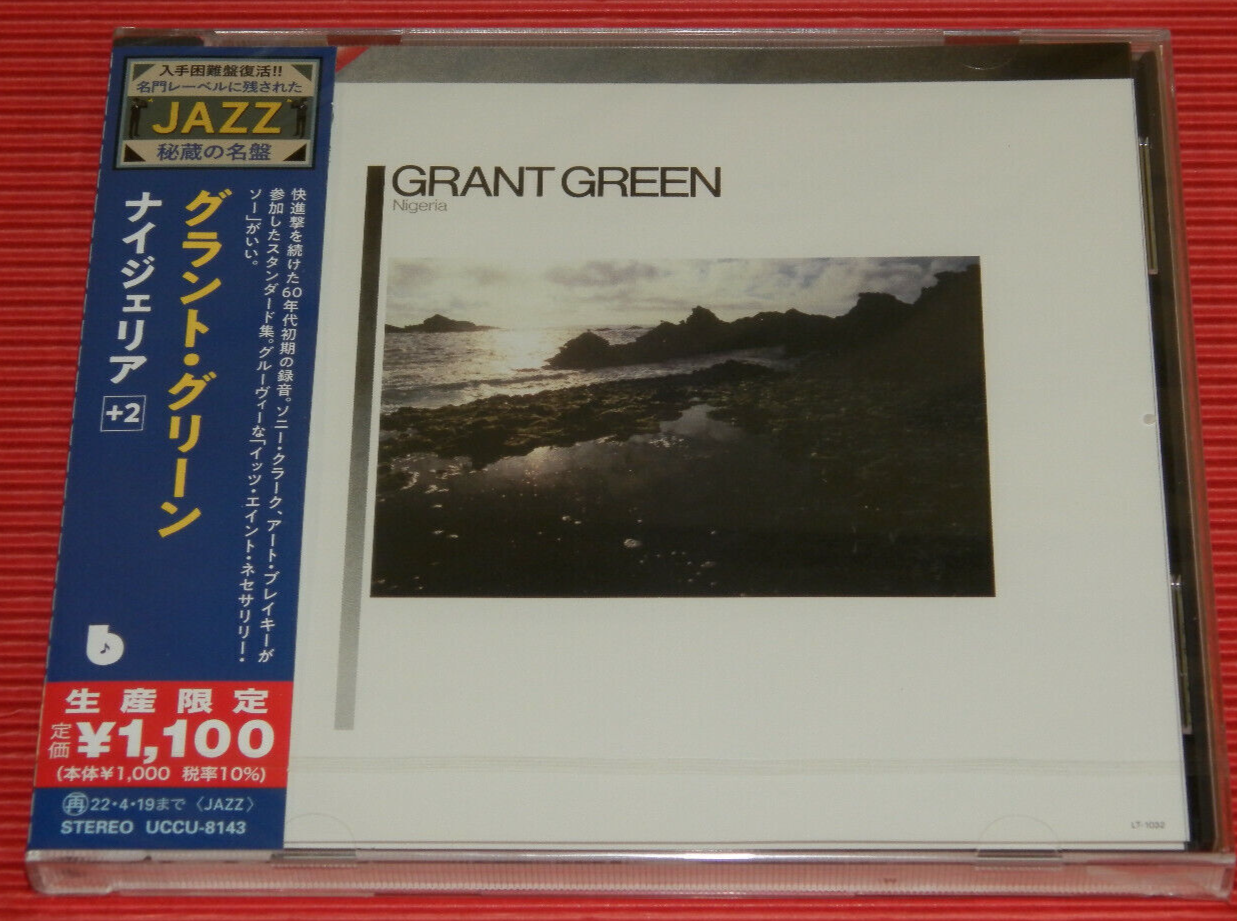 入手困難盤復活!!
名門レーベルに残された
JAZZ
秘蔵の名盤
快進撃を続けた60年代初期の録音。ソニー・クラーク、アート・ブレイキーが
参加したスタンダード集。グルーヴィーな「イッツ・エイント・ネセサリリー・
ソー」がいい。
グラント・グリーン
ナイジェリア +2
生産限定
定価 ¥1,100
(本体¥1,000 税率10%)
再 22・4・19まで 〈JAZZ〉
STEREO UCCU-8143
GRANT GREEN
Nigeria
LT-1032